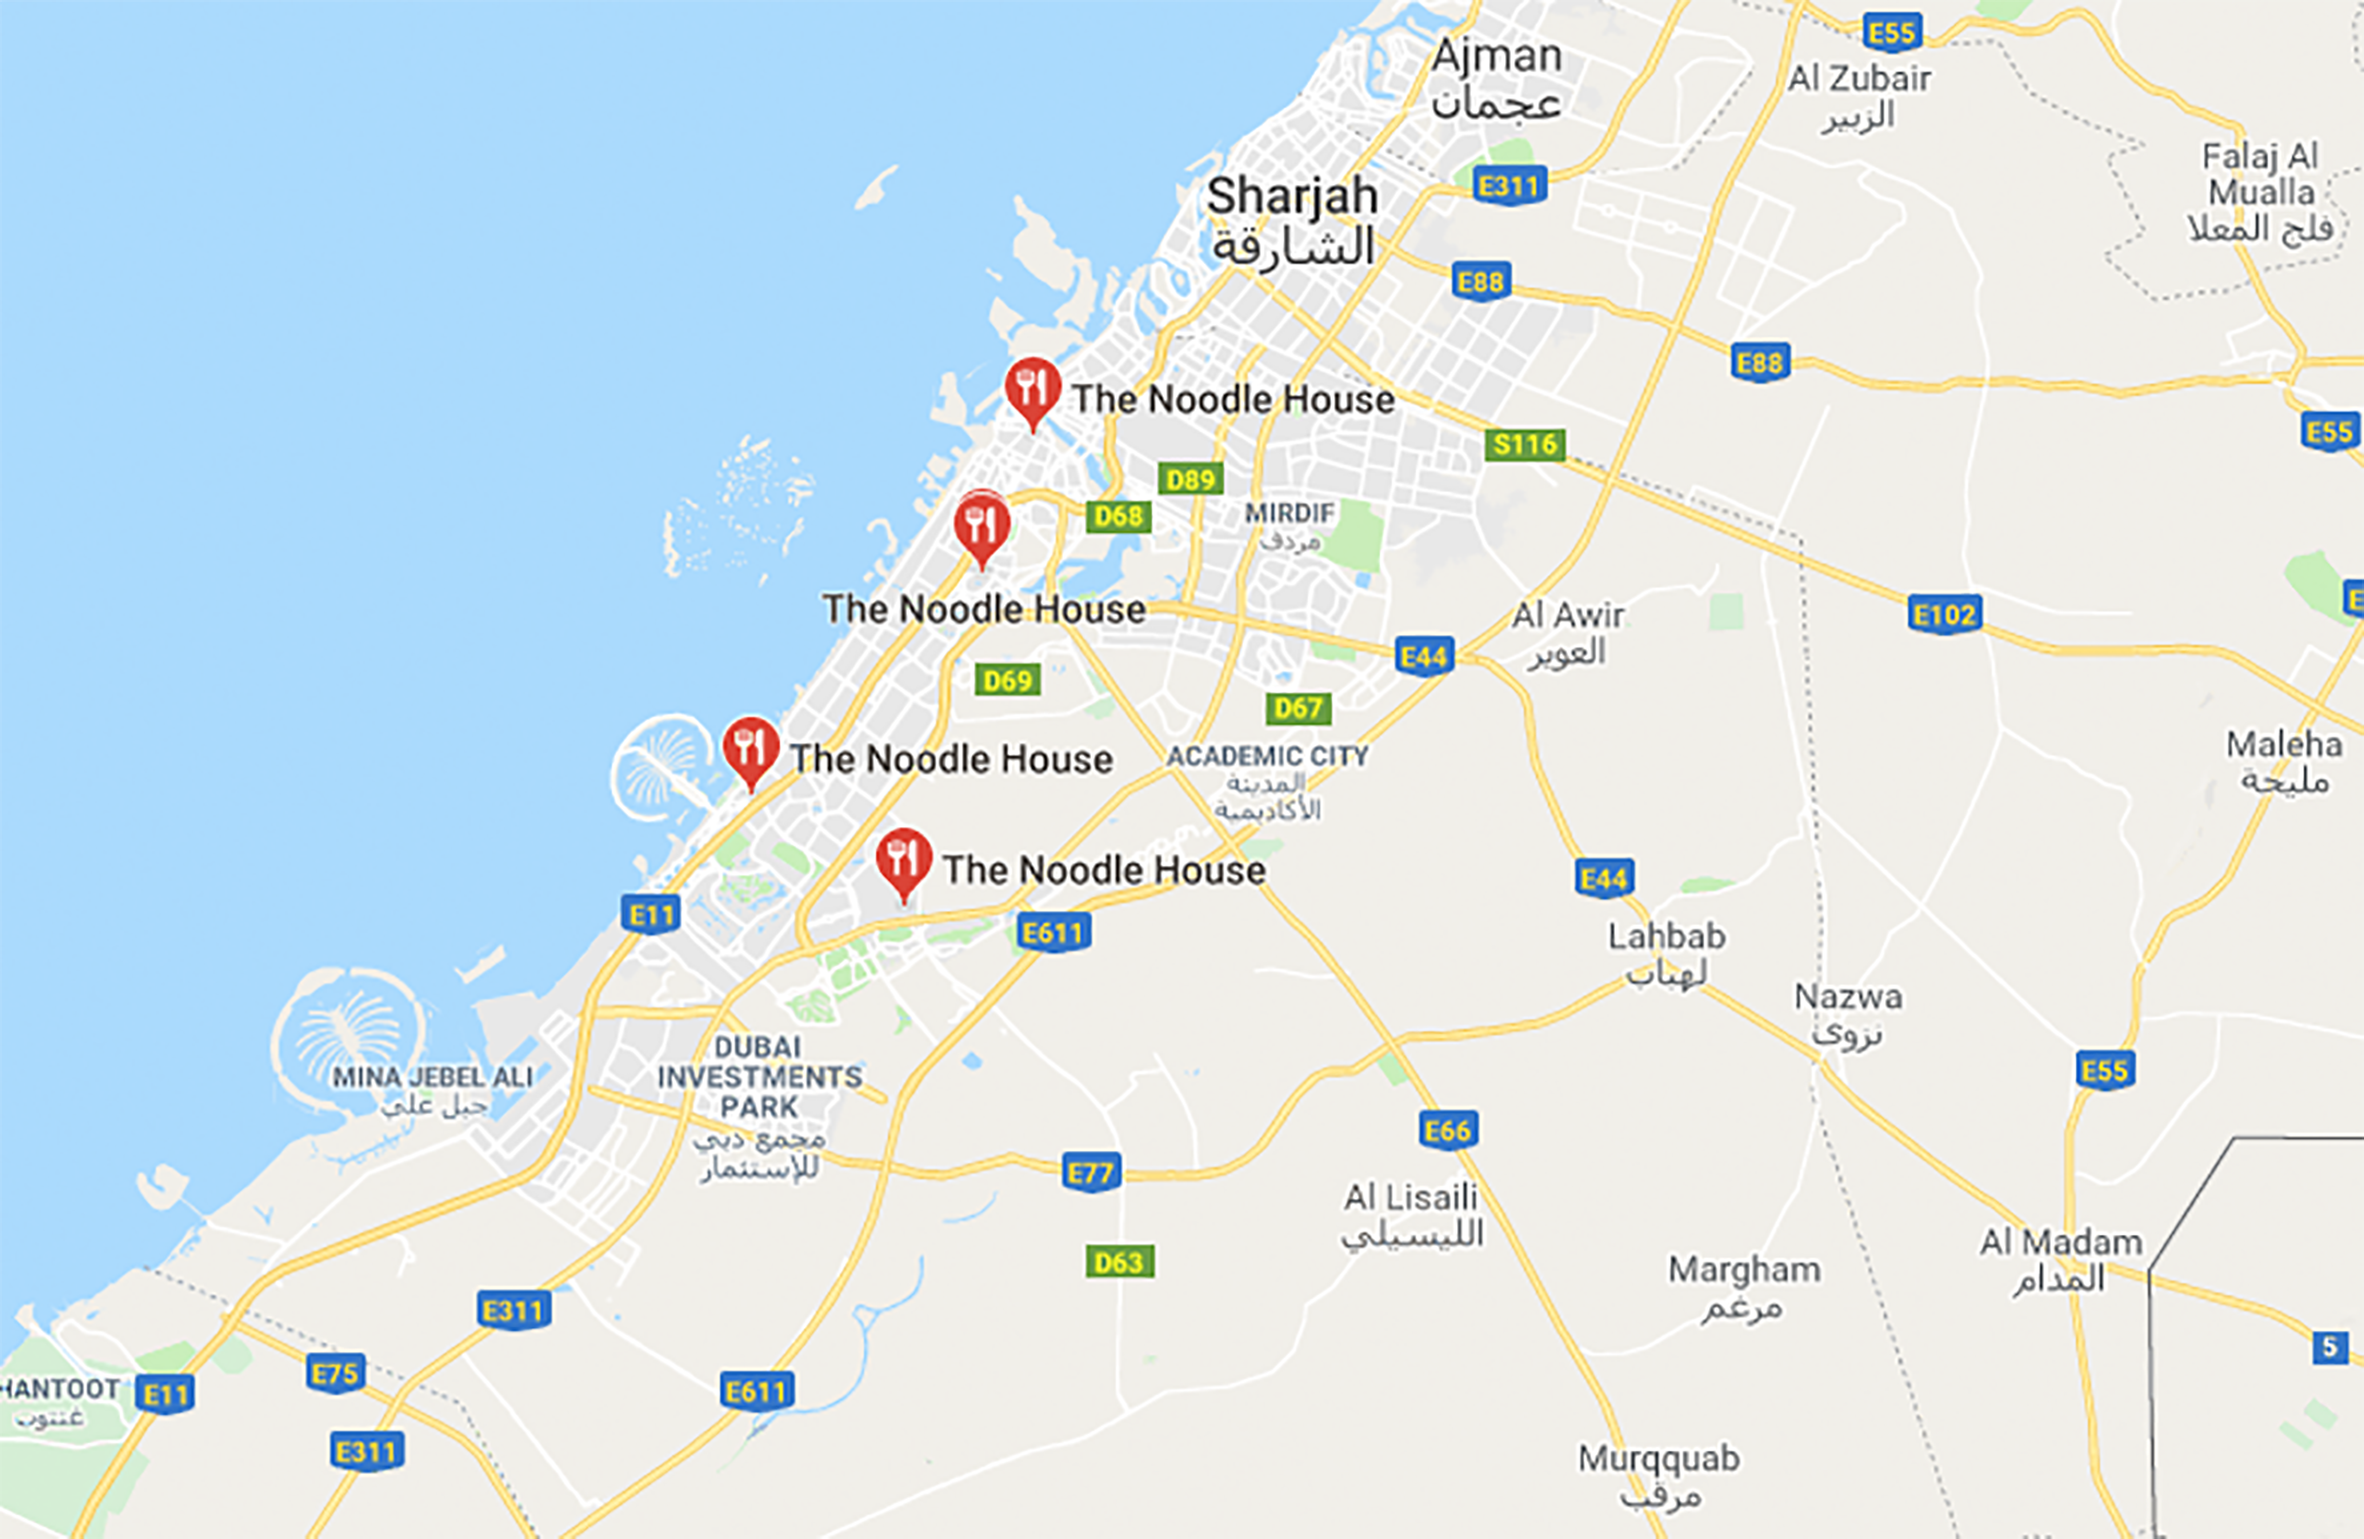 E55
Ajman
عجمان
Al Zubair
الزبير
Falaj Al
Mualla
فلج المعلا
E311
Sharjah
الشارقة
E88
E88
The Noodle House
E55
S116
D89
D68
MIRDIF
مردف
The Noodle House
E102
Al Awir
العوير
E44
D69
D67
The Noodle House
ACADEMIC CITY
المدينة
الأكاديمية
Maleha
مليحة
The Noodle House
E44
E11
E611
Lahbab
لهباب
Nazwa
نزوى
DUBAI
INVESTMENTS
PARK
مجمع دبي
للإستثمار
MINA JEBEL ALI
جبل علي
E55
E66
E77
Al Lisaili
الليسيلي
D63
Al Madam
المدام
Margham
مرغم
E311
5
E75
HANTOOT
غنتوت
E11
E611
E311
Murqquab
مرقب